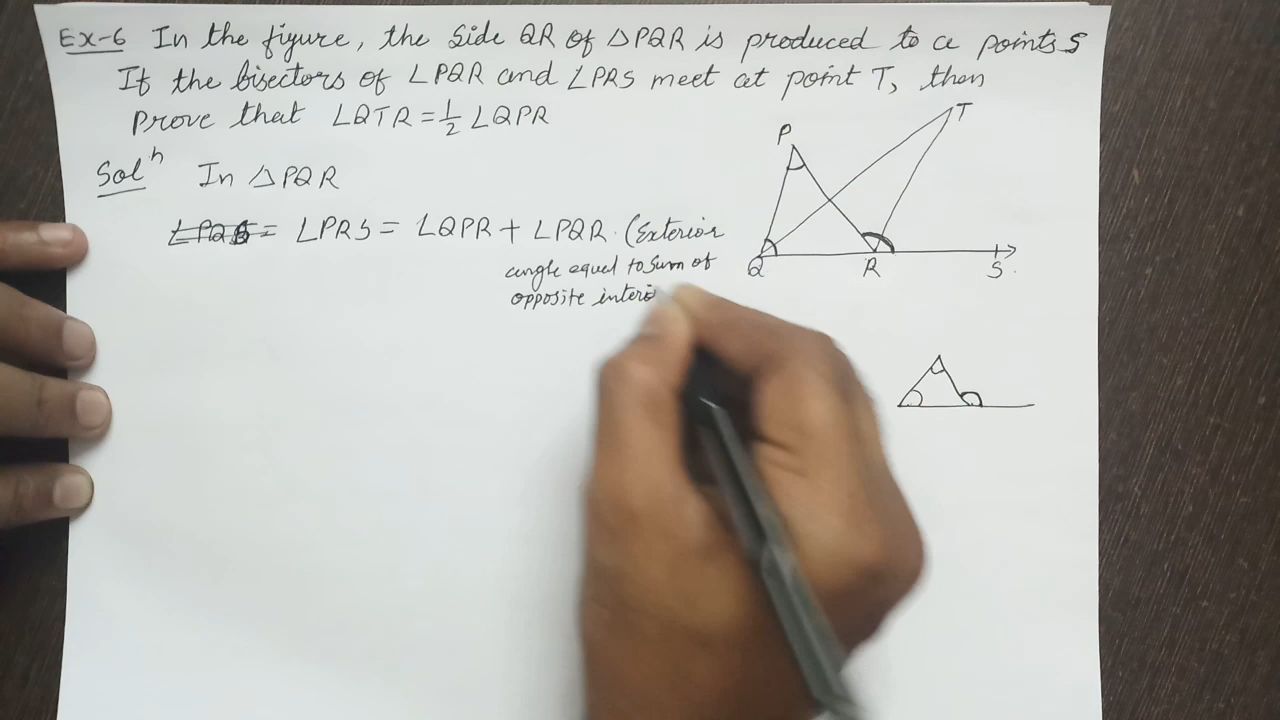 Ex-6 In the figure, the side QR of △PQR is produced to a points S
If the bisectors of ∠PQR and ∠PRS meet at point T, then
Prove that ∠QTR = 1/2 ∠QPR
Solⁿ In △PQR
∠PRS = ∠QPR + ∠PQR. (Exterior
angle equal to sum of
opposite interi
P
T
Q
R
S